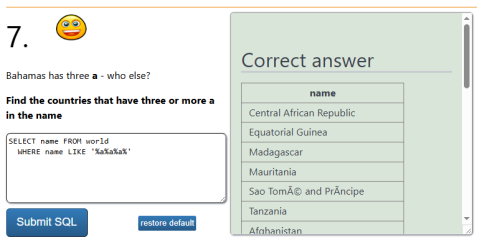 7.
Bahamas has three a - who else?
Find the countries that have three or more a
in the name
SELECT name FROM world
WHERE name LIKE '%a%a%a%'
Submit SQL
restore default
Correct answer
name
Central African Republic
Equatorial Guinea
Madagascar
Mauritania
Sao TomÃ© and PrÃ­ncipe
Tanzania
Afghanistan